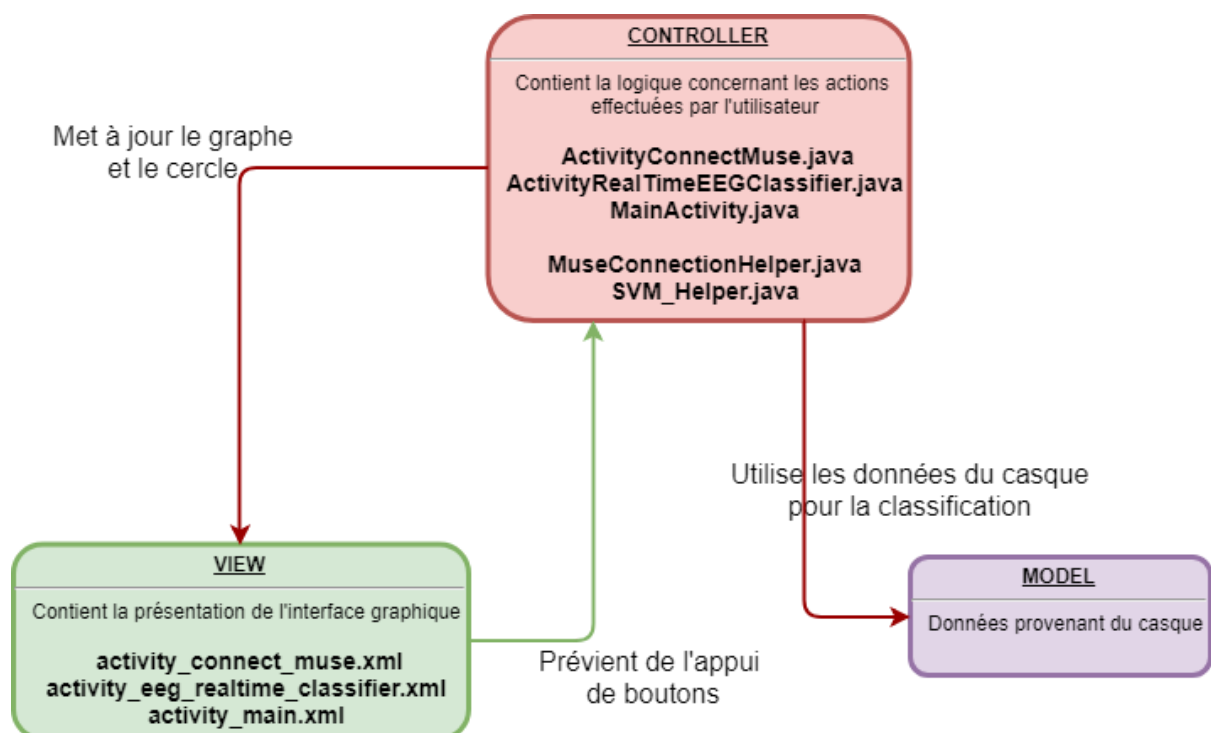 CONTROLLER
Contient la logique concernant les actions
effectuées par l'utilisateur
ActivityConnectMuse.java
ActivityRealTimeEEGClassifier.java
MainActivity.java
MuseConnectionHelper.java
SVM_Helper.java
Met à jour le graphe
et le cercle
Utilise les données du casque
pour la classification
VIEW
Contient la présentation de l'interface graphique
activity_connect_muse.xml
activity_eeg_realtime_classifier.xml
activity_main.xml
Prévient de l'appui
de boutons
MODEL
Données provenant du casque